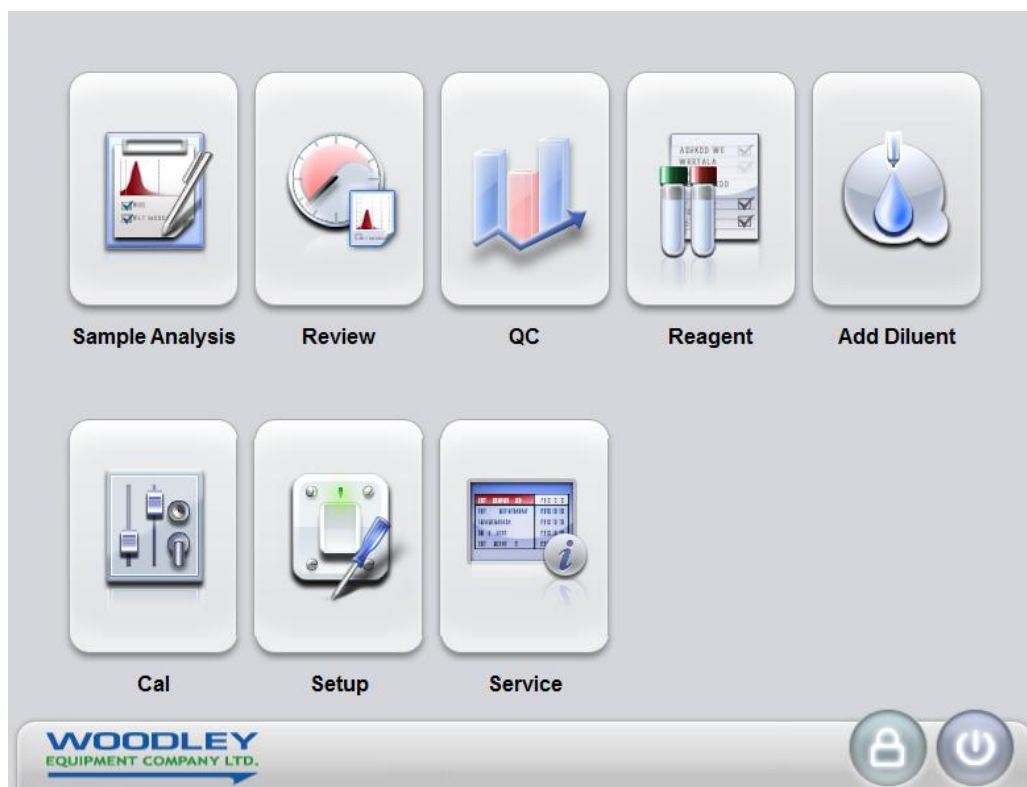 Sample Analysis
Review
QC
Reagent
Add Diluent
Cal
Setup
Service
WOODLEY
EQUIPMENT COMPANY LTD.